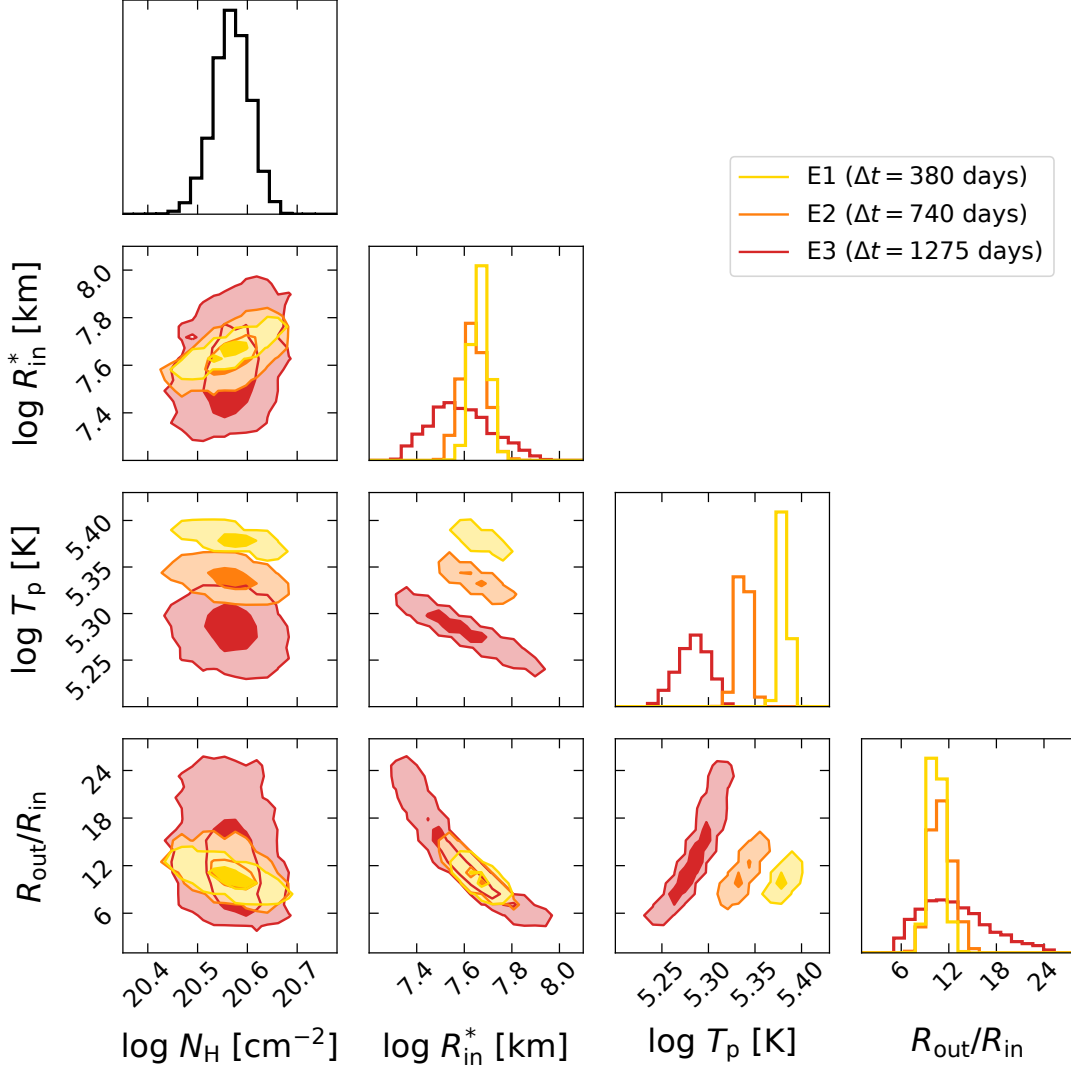 E1 (Δt = 380 days)
E2 (Δt = 740 days)
E3 (Δt = 1275 days)
log R*in [km]
8.0
7.8
7.6
7.4
log Tp [K]
5.40
5.35
5.30
5.25
Rout/Rin
24
18
12
6
20.4 20.5 20.6 20.7
7.4 7.6 7.8 8.0
5.25 5.30 5.35 5.40
6 12 18 24
log NH [cm−2]
log R*in [km]
log Tp [K]
Rout/Rin